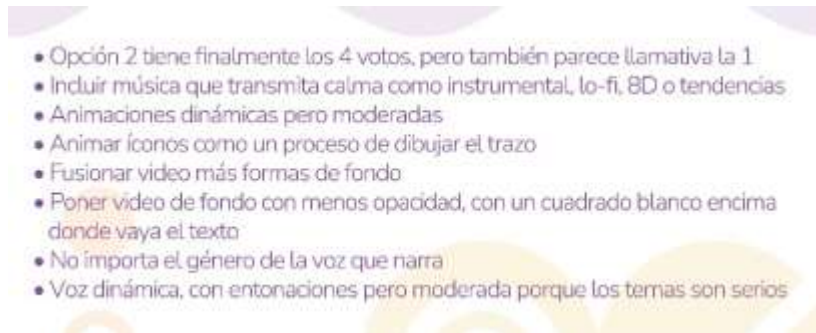 • Opción 2 tiene finalmente los 4 votos, pero también parece llamativa la 1
• Incluir música que transmita calma como instrumental, lo-fi, 8D o tendencias
• Animaciones dinámicas pero moderadas
• Animar íconos como un proceso de dibujar el trazo
• Fusionar video más formas de fondo
• Poner video de fondo con menos opacidad, con un cuadrado blanco encima
donde vaya el texto
• No importa el género de la voz que narra
• Voz dinámica, con entonaciones pero moderada porque los temas son serios